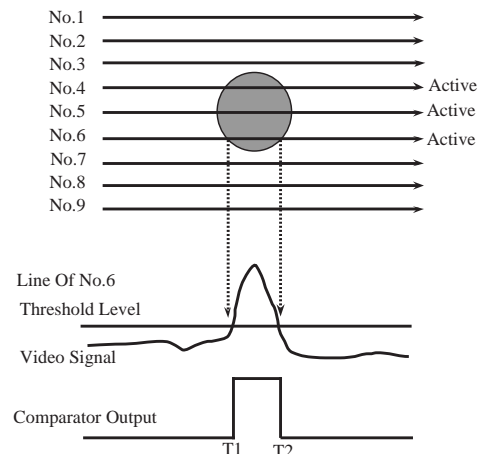 No.1
No.2
No.3
No.4 Active
No.5 Active
No.6 Active
No.7
No.8
No.9
Line Of No.6
Threshold Level
Video Signal
Comparator Output
T1 T2